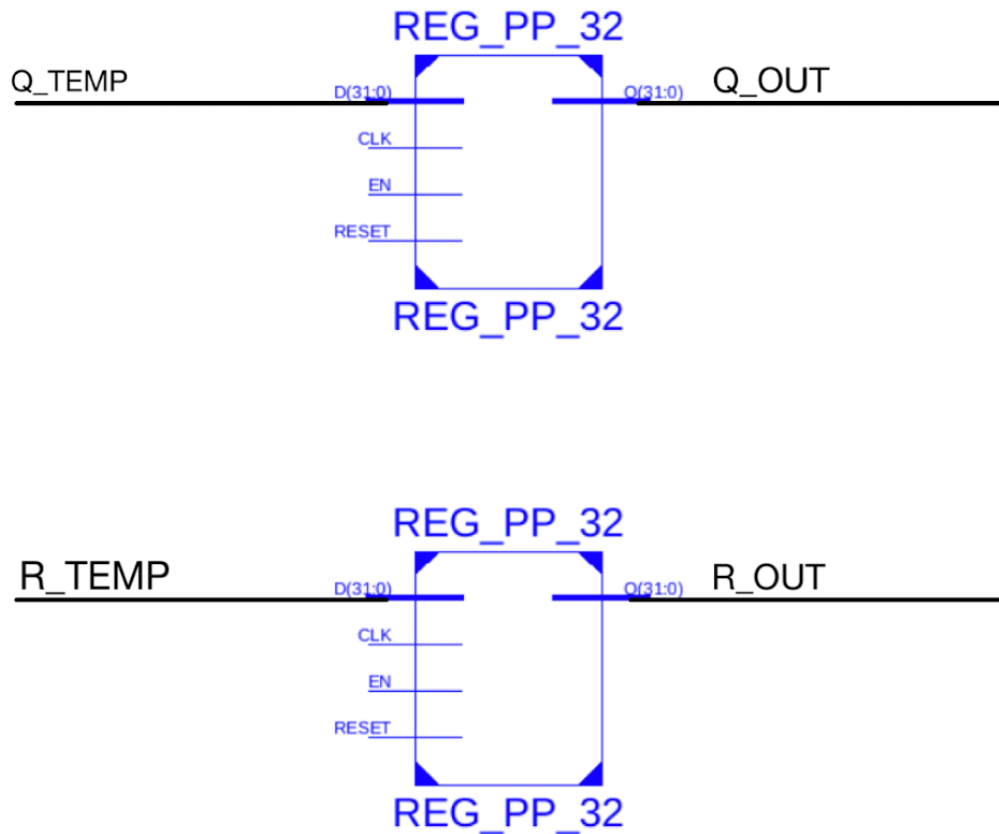 REG_PP_32
Q_TEMP
D(31:0)
Q(31:0)
Q_OUT
CLK
EN
RESET
REG_PP_32
REG_PP_32
R_TEMP
D(31:0)
Q(31:0)
R_OUT
CLK
EN
RESET
REG_PP_32